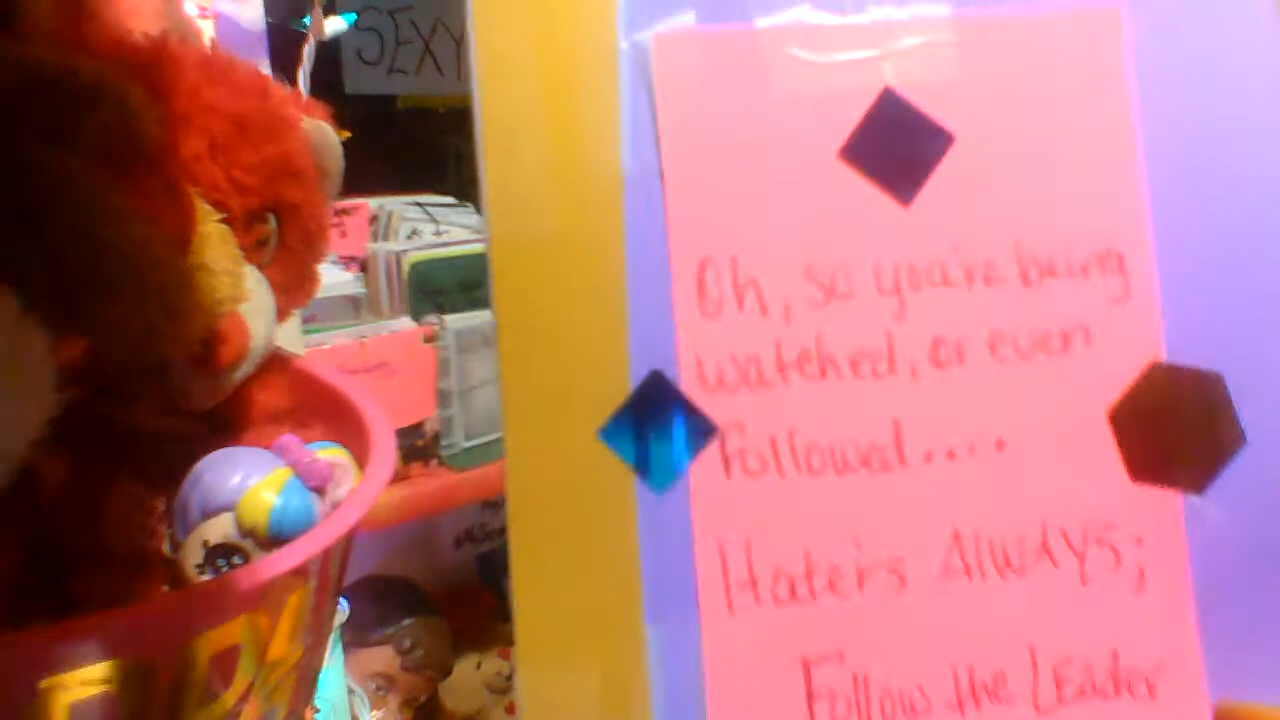 SEXY
Oh, so you're being
watched, or even
Followed....
Haters Always;
Follow the Leader